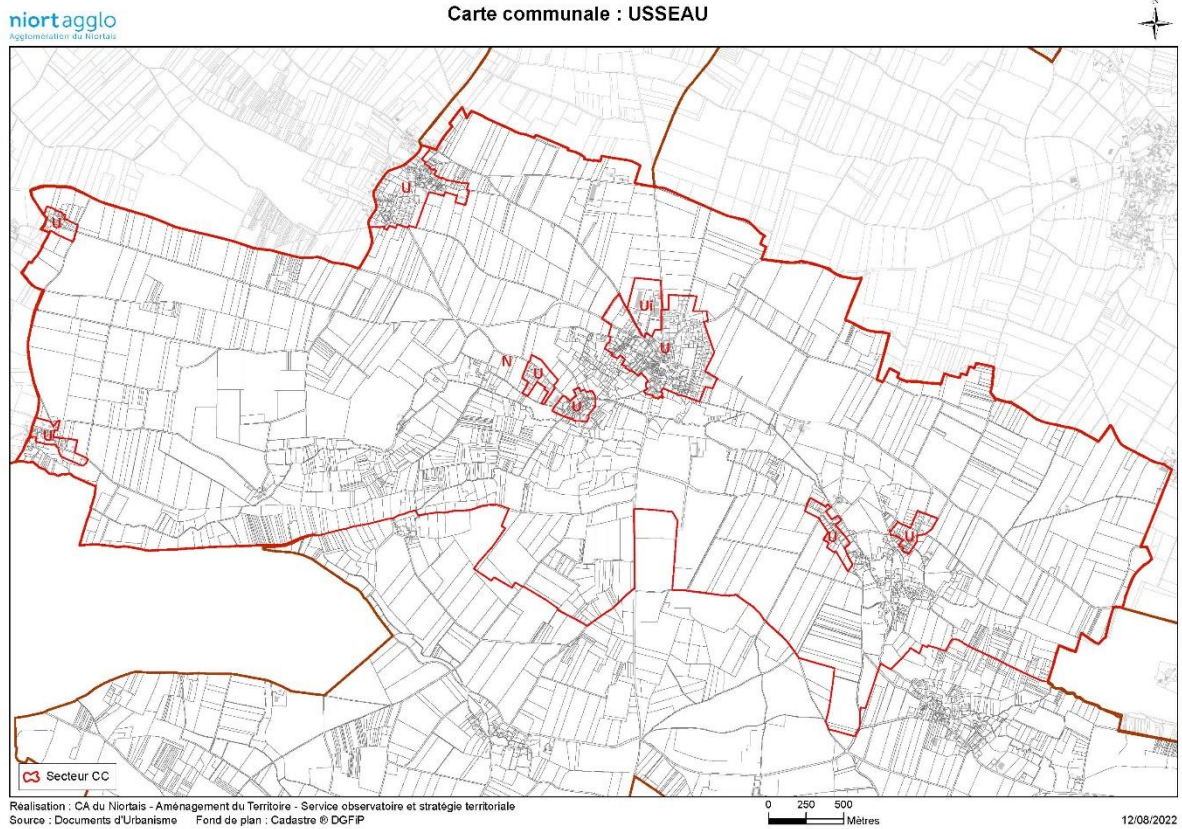 niortagglo
Agglomération du Niortais
Carte communale : USSEAU
N
U
U
Ui
U
N
U
U
U
U
U
Secteur CC
Réalisation : CA du Niortais - Aménagement du Territoire - Service observatoire et stratégie territoriale
Source : Documents d'Urbanisme Fond de plan : Cadastre ® DGFiP
0 250 500
Mètres
12/08/2022